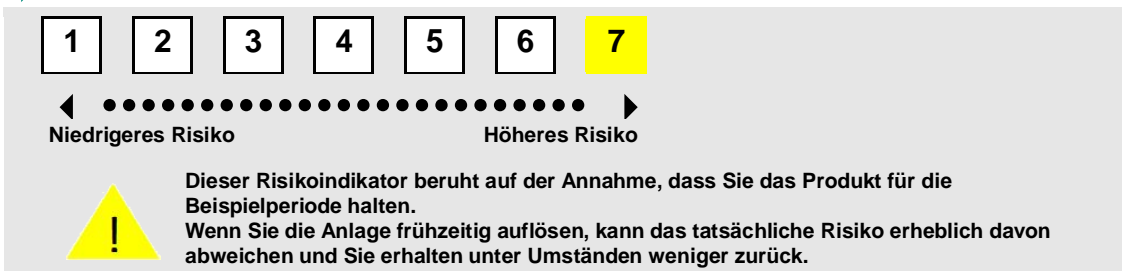 1 2 3 4 5 6 7
Niedrigeres Risiko Höheres Risiko
!
Dieser Risikoindikator beruht auf der Annahme, dass Sie das Produkt für die
Beispielperiode halten.
Wenn Sie die Anlage frühzeitig auflösen, kann das tatsächliche Risiko erheblich davon
abweichen und Sie erhalten unter Umständen weniger zurück.